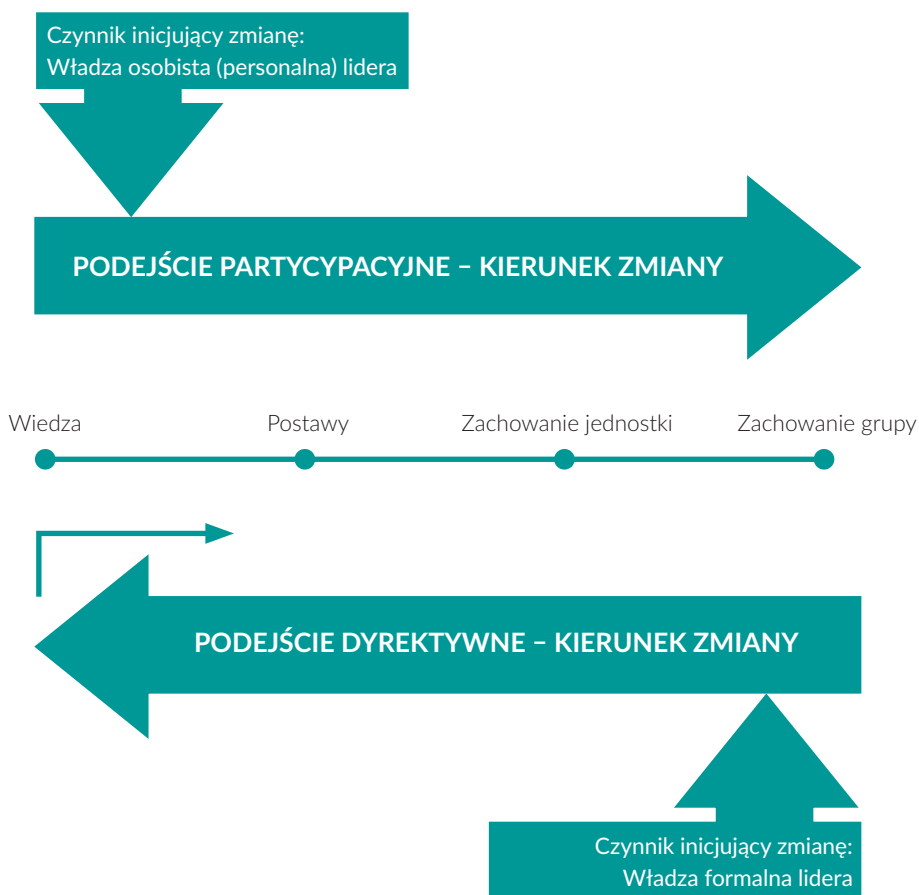 Czynnik inicjujący zmianę:
Władza osobista (personalna) lidera
PODEJŚCIE PARTYCYPACYJNE – KIERUNEK ZMIANY
Wiedza
Postawy
Zachowanie jednostki
Zachowanie grupy
PODEJŚCIE DYREKTYWNE – KIERUNEK ZMIANY
Czynnik inicjujący zmianę:
Władza formalna lidera